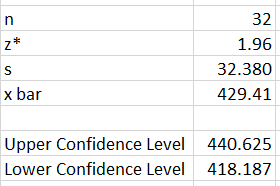 n 32
z* 1.96
s 32.380
x bar 429.41
Upper Confidence Level 440.625
Lower Confidence Level 418.187